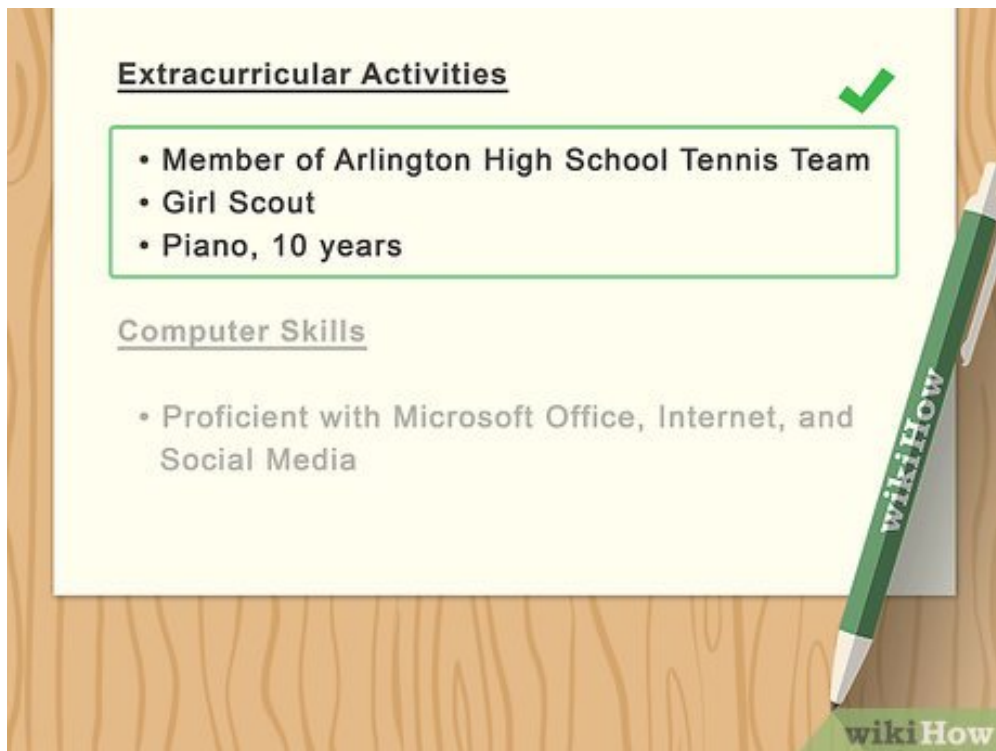 Extracurricular Activities
• Member of Arlington High School Tennis Team
• Girl Scout
• Piano, 10 years
Computer Skills
• Proficient with Microsoft Office, Internet, and
Social Media
wikiHow
wikiHow